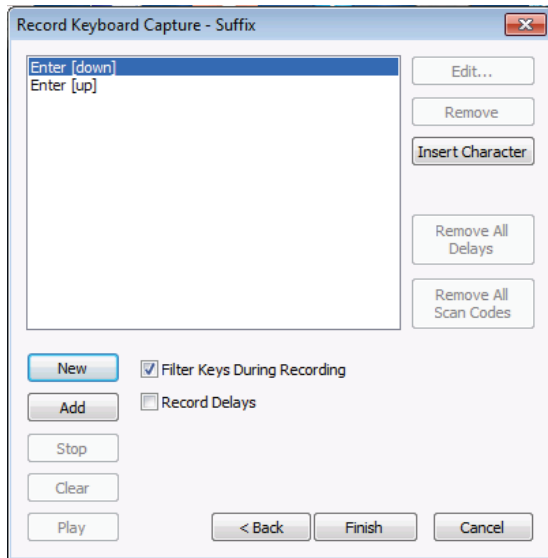 Record Keyboard Capture - Suffix
Enter [down]
Enter [up]
Edit...
Remove
Insert Character
Remove All
Delays
Remove All
Scan Codes
New
Filter Keys During Recording
Add
Record Delays
Stop
Clear
Play
< Back
Finish
Cancel